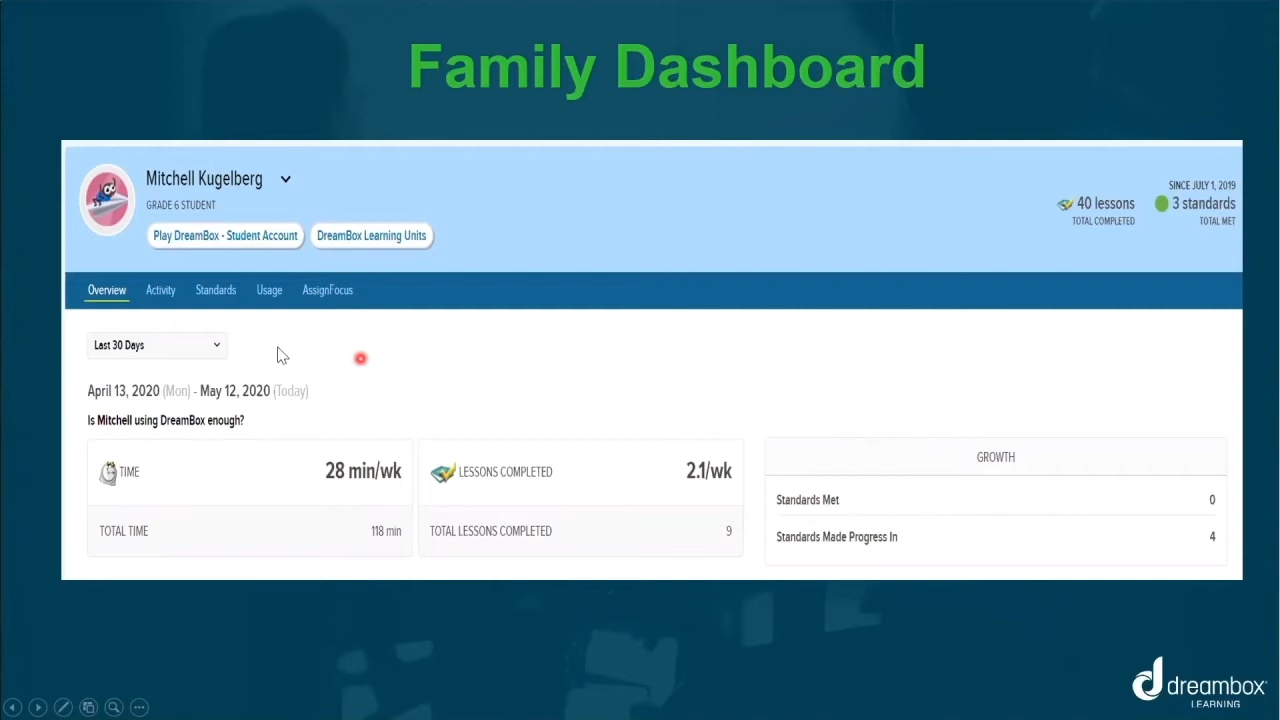 Family Dashboard
Mitchell Kugelberg
GRADE 6 STUDENT
Play DreamBox - Student Account DreamBox Learning Units
SINCE JULY 1, 2019
40 lessons 3 standards
TOTAL COMPLETED TOTAL MET
Overview Activity Standards Usage AssignFocus
Last 30 Days
April 13, 2020 (Mon) - May 12, 2020 (Today)
Is Mitchell using DreamBox enough?
TIME 28 min/wk
TOTAL TIME 118 min
LESSONS COMPLETED 2.1/wk
TOTAL LESSONS COMPLETED 9
GROWTH
Standards Met 0
Standards Made Progress In 4
dreambox
LEARNING